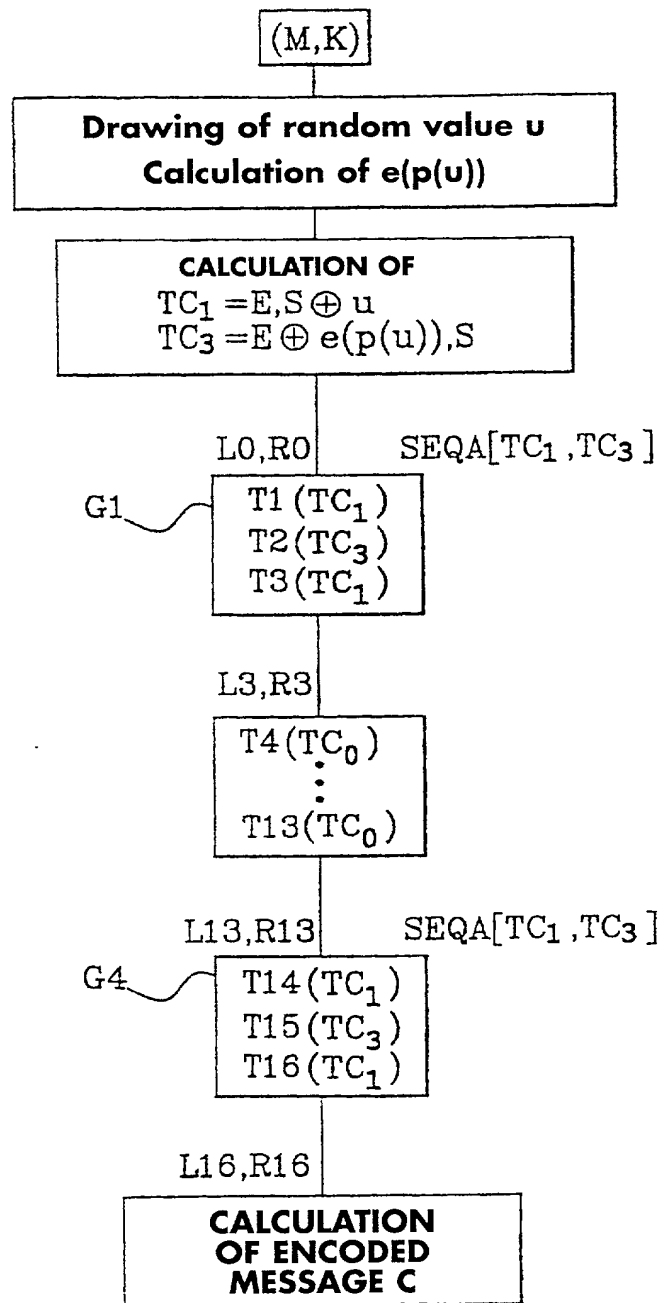 (M,K)
Drawing of random value u
Calculation of e(p(u))
CALCULATION OF
TC₁ =E,S ⊕ u
TC₃ =E ⊕ e(p(u)),S
L0,R0
SEQA[TC₁,TC₃]
G1
T1(TC₁)
T2(TC₃)
T3(TC₁)
L3,R3
T4(TC₀)
⋮
T13(TC₀)
L13,R13
SEQA[TC₁,TC₃]
G4
T14(TC₁)
T15(TC₃)
T16(TC₁)
L16,R16
CALCULATION
OF ENCODED
MESSAGE C